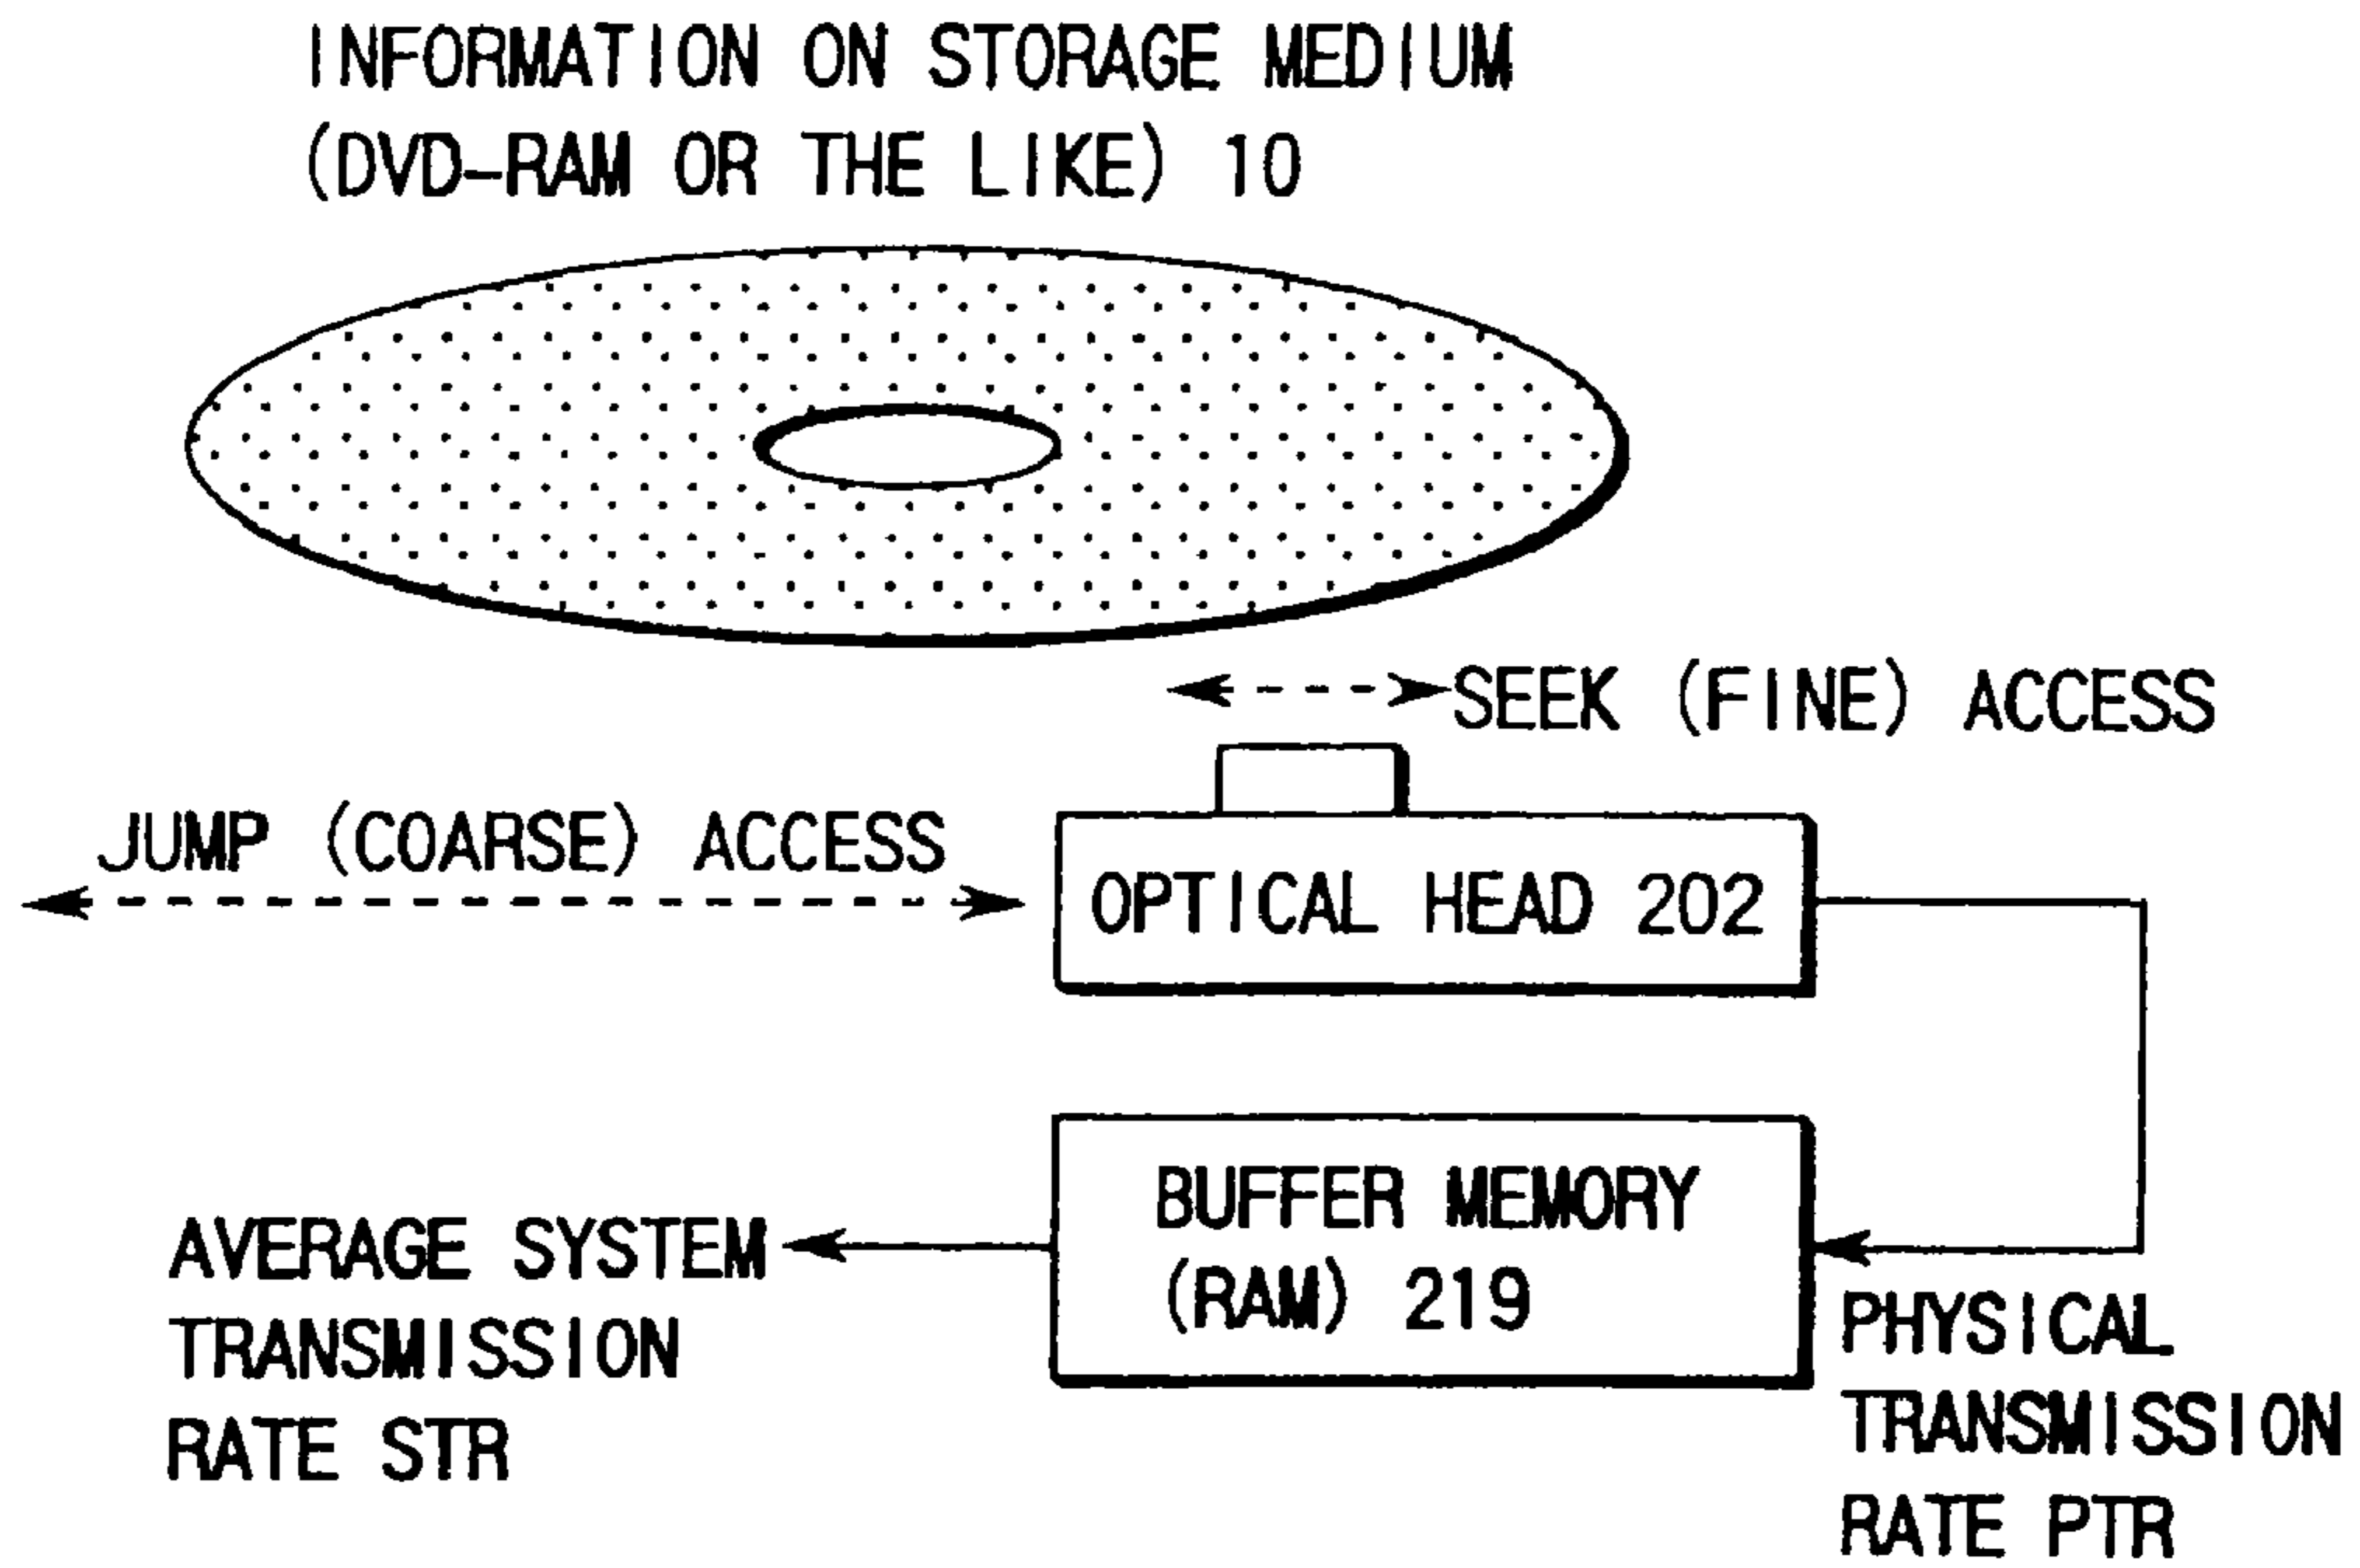 INFORMATION ON STORAGE MEDIUM
(DVD-RAM OR THE LIKE) 10
SEEK (FINE) ACCESS
JUMP (COARSE) ACCESS
OPTICAL HEAD 202
BUFFER MEMORY
(RAM) 219
AVERAGE SYSTEM
TRANSMISSION
RATE STR
PHYSICAL
TRANSMISSION
RATE PTR